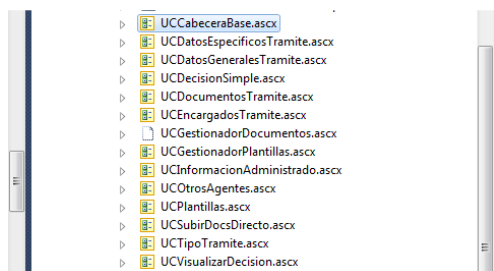 UCCabeceraBase.ascx
UCDatosEspecificosTramite.ascx
UCDatosGeneralesTramite.ascx
UCDecisionSimple.ascx
UCDocumentosTramite.ascx
UCEncargadosTramite.ascx
UCGestionadorDocumentos.ascx
UCGestionadorPlantillas.ascx
UCInformacionAdministrado.ascx
UCOtrosAgentes.ascx
UCPlantillas.ascx
UCSubirDocsDirecto.ascx
UCTipoTramite.ascx
UCVisualizarDecision.ascx